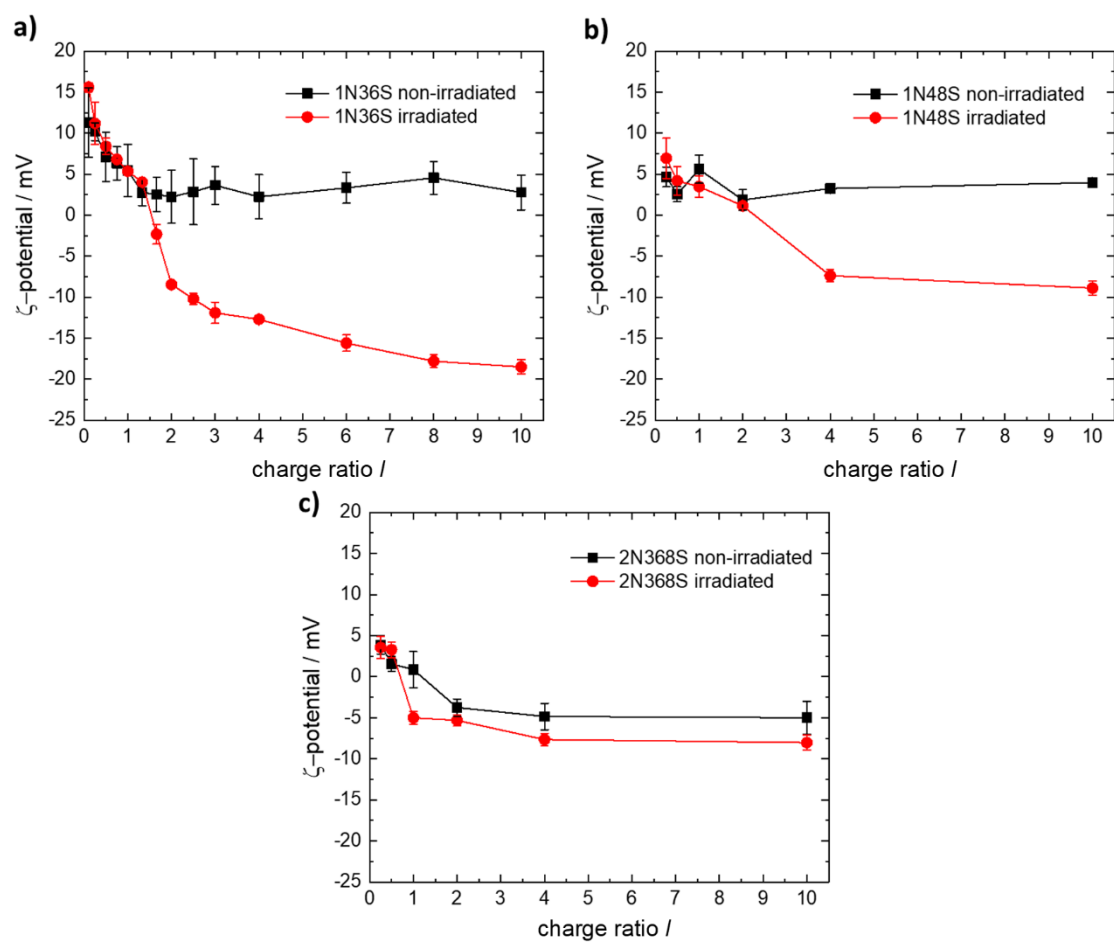 a)
20
15
10
5
0
-5
-10
-15
-20
-25
ζ–potential / mV
1N36S non-irradiated
1N36S irradiated
0 1 2 3 4 5 6 7 8 9 10
charge ratio l
b)
20
15
10
5
0
-5
-10
-15
-20
-25
ζ–potential / mV
1N48S non-irradiated
1N48S irradiated
0 1 2 3 4 5 6 7 8 9 10
charge ratio l
c)
20
15
10
5
0
-5
-10
-15
-20
-25
ζ–potential / mV
2N368S non-irradiated
2N368S irradiated
0 1 2 3 4 5 6 7 8 9 10
charge ratio l